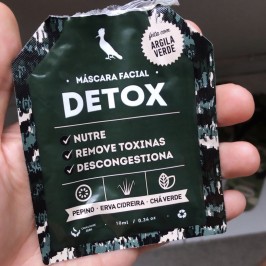 feito com
ARGILA
VERDE
MÁSCARA FACIAL
DETOX
NUTRE
REMOVE TOXINAS
DESCONGESTIONA
PEPINO • ERVA CIDREIRA • CHÁ VERDE
10ml / 0.34 oz